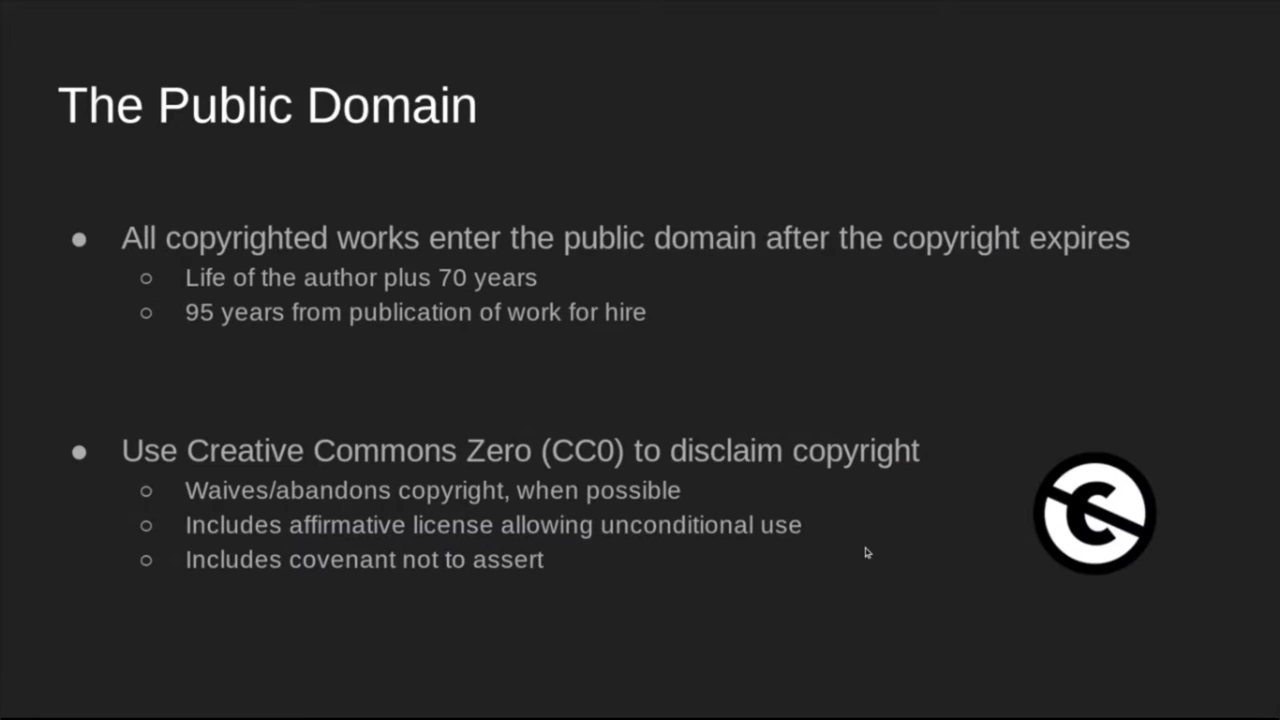 The Public Domain
● All copyrighted works enter the public domain after the copyright expires
○ Life of the author plus 70 years
○ 95 years from publication of work for hire
● Use Creative Commons Zero (CC0) to disclaim copyright
○ Waives/abandons copyright, when possible
○ Includes affirmative license allowing unconditional use
○ Includes covenant not to assert